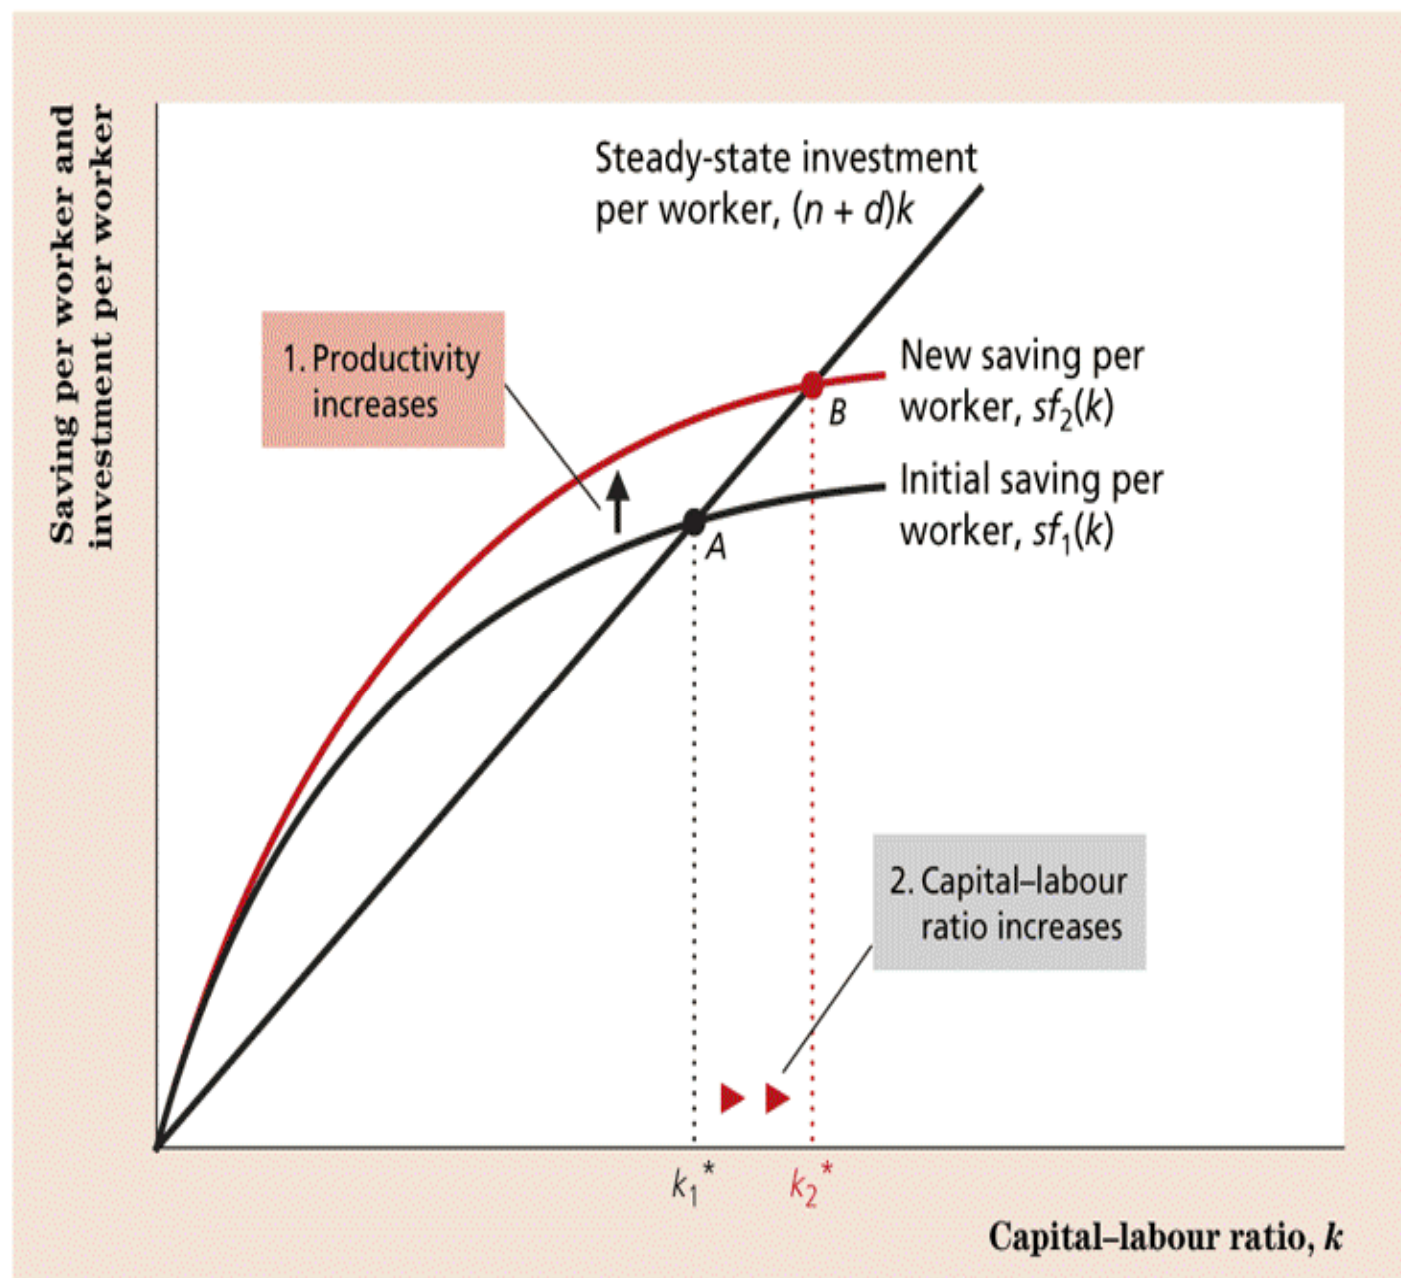 Saving per worker and
investment per worker
Steady-state investment
per worker, (n + d)k
1. Productivity
increases
New saving per
worker, sf₂(k)
B
Initial saving per
worker, sf₁(k)
A
2. Capital–labour
ratio increases
k₁*
k₂*
Capital–labour ratio, k